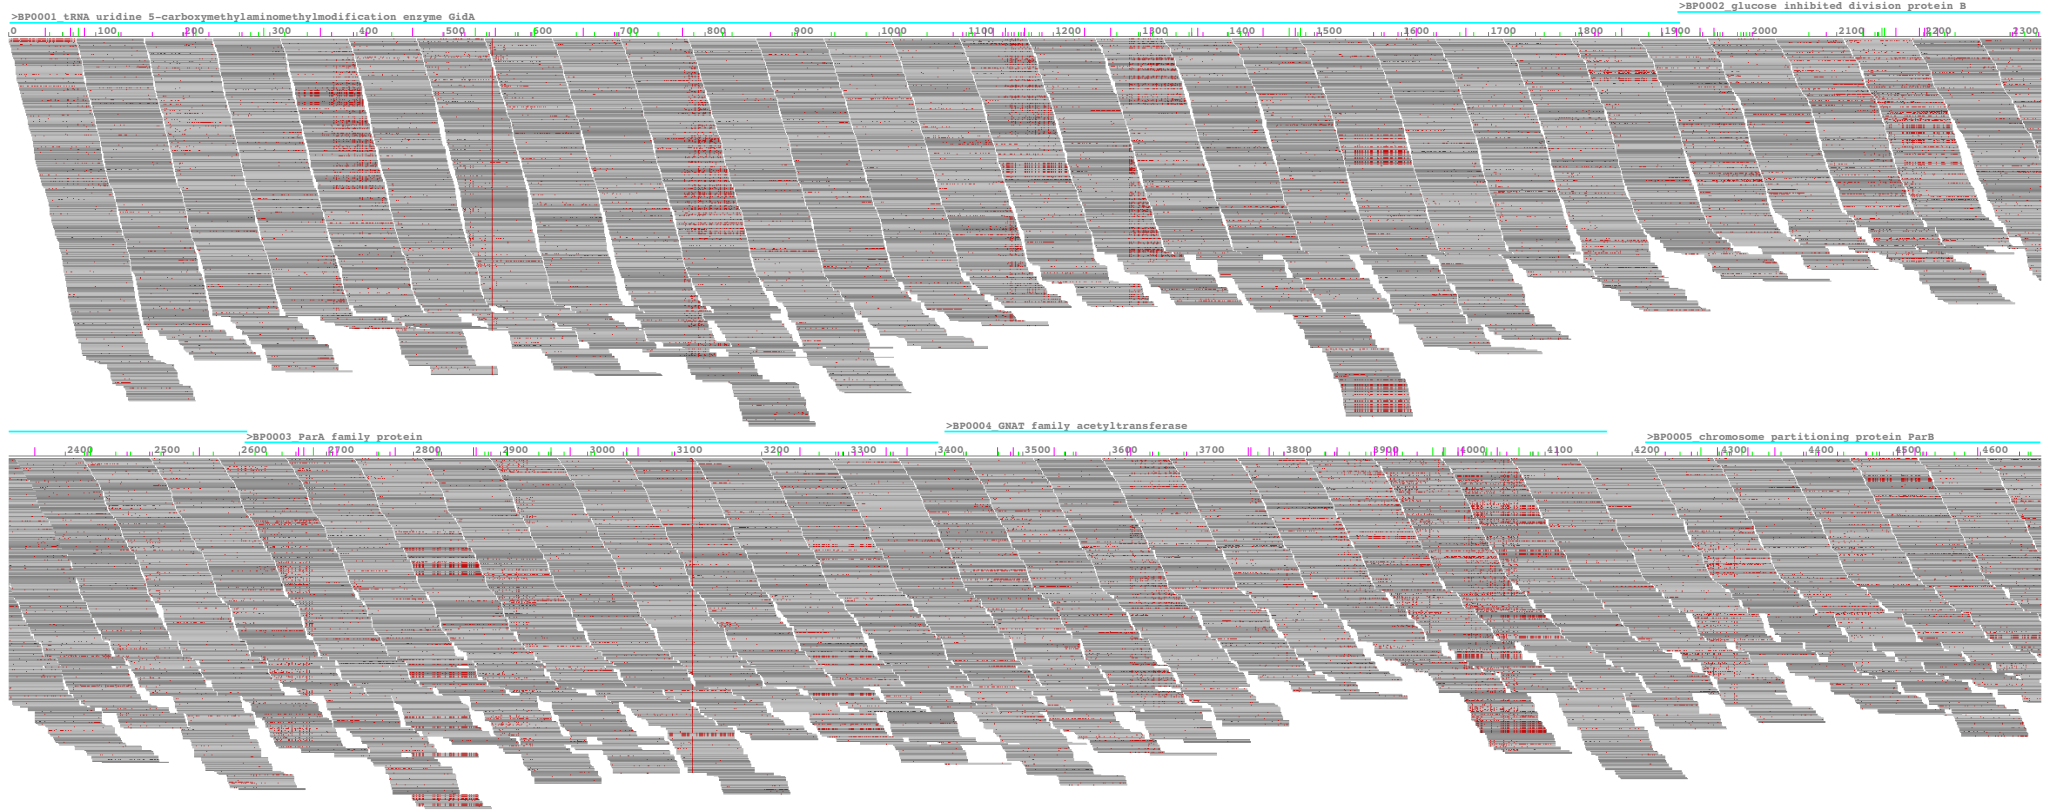 >BP0002_glucose inhibited division protein B
>BP0001_tRNA uridine 5-carboxymethylaminomethylmodification enzyme GidA
0 100 200 300 400 500 600 700 800 900 1000 1100 1200 1300 1400 1500 1600 1700 1800 1900 2000 2100 2200 2300
>BP0004_GNAT family acetyltransferase
>BP0003_ParA family protein >BP0005_chromosome partitioning protein ParB
2400 2500 2600 2700 2800 2900 3000 3100 3200 3300 3400 3500 3600 3700 3800 3900 4000 4100 4200 4300 4400 4500 4600